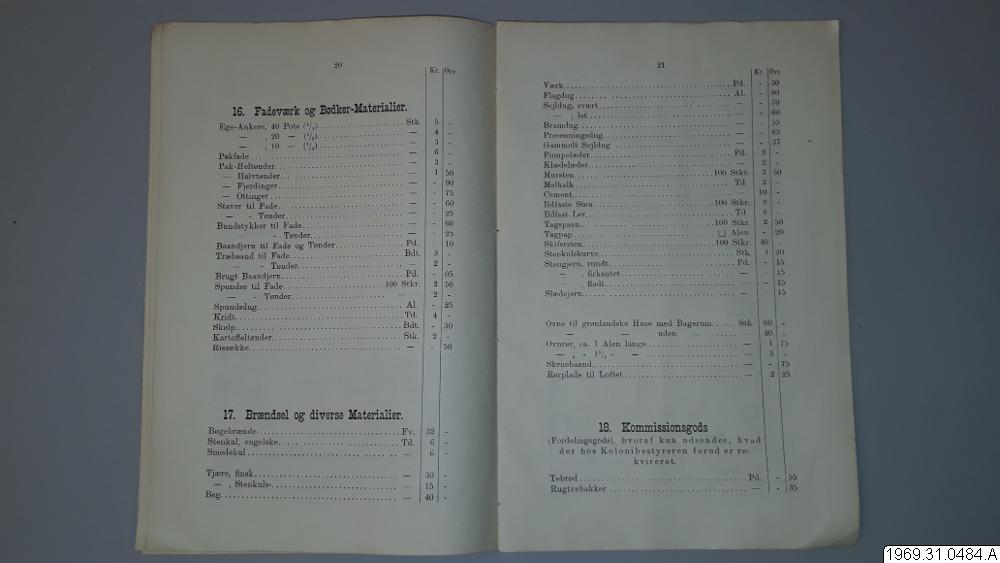 20
Kr. Øre
16. Fadeværk og Bødker-Materialier.
Ege-Ankere, 40 Pots (1/1) Stk. 5 -
— , 20 — (1/2) — 4 -
— , 10 — (1/4) — 3 -
Pakfade — 6 -
Pak-Heltønder — 3 -
— Halvtønder — 1 50
— Fjerdinger — - 90
— Ottinger — - 75
Staver til Fade — - 60
— - Tønder — - 25
Bundstykker til Fade — - 60
— - Tønder — - 25
Baandjern til Fade og Tønder Pd. - 10
Træbaand til Fade Bdt. 3 -
— - Tønder — 2 -
Brugt Baandjern Pd. - 05
Spundse til Fade 100 Stkr. 2 50
— - Tønder — 2 -
Spundsdug Al. - 25
Kridt Td. 4 -
Skølp Bdt. - 30
Kartoffeltønder Stk. 2 -
Rissække — - 50
17. Brændsel og diverse Materialier.
Bøgebrænde Fv. 32 -
Stenkul, engelske Td. 6 -
Smedekul — 6 -
Tjære, finsk — 30 -
— , Stenkuls- — 15 -
Beg — 40 -
21
Kr. Øre
Værk Pd. - 30
Flagdug Al. - 80
Sejldug, svært — - 70
— , let — - 60
Bramdug — - 55
Presenningsdug — - 65
Gammelt Sejldug — - 37
Pumpelæder Pd. 3 -
Klædelæder — 2 -
Mursten 100 Stkr. 3 50
Melkalk Td. 2 -
Cement — 10 -
Ildfaste Sten 100 Stkr. 8 -
Ildfast Ler Td. 6 -
Tagspaan 100 Stkr. 2 50
Tagpap □ Alen - 20
Skifersten 100 Stkr. 40 -
Stenkulskurve Stk. 1 20
Stangjern, rundt Pd. - 15
— , firkantet — - 15
— , fladt — - 15
Slædejern — 15
Ovne til grønlandske Huse med Bagerum Stk. 60 -
— — uden — — 40 -
Ovnrør, ca. 1 Alen lange — 1 75
— , - 1 1/2 - — — 3 -
Skruebaand — - 75
Rørplade til Loftet — 2 25
18. Kommissionsgods
(Fordelingsgods), hvoraf kun udsendes, hvad
der hos Kolonibestyreren forud er re-
kvireret.
Tebrød Pd. - 55
Rugtvebakker — - 35
1969.31.0484.A